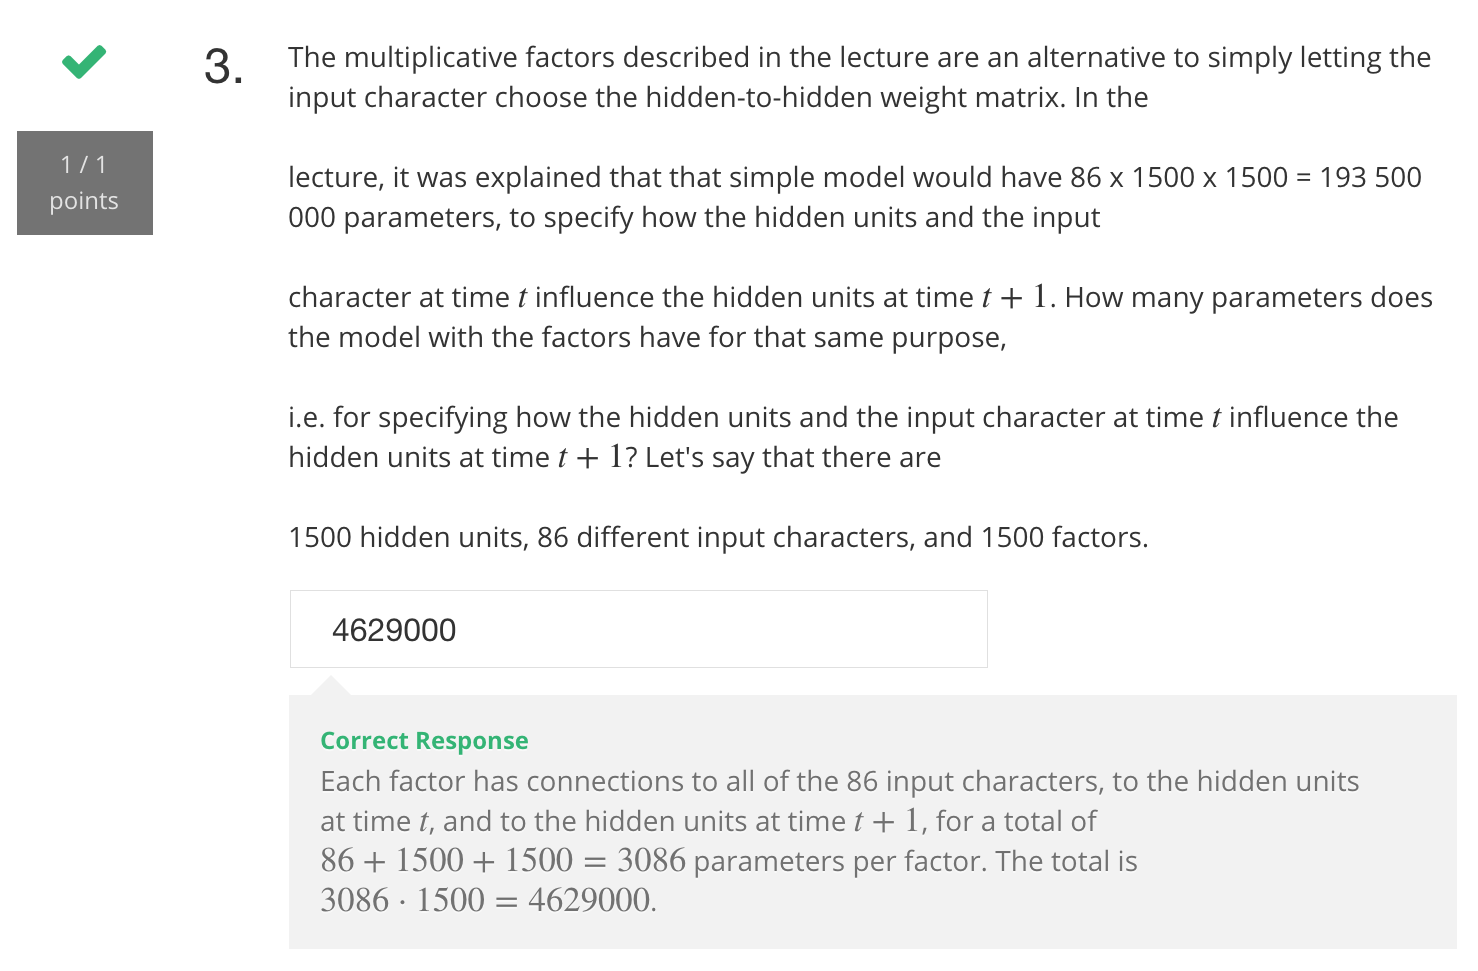 3.
The multiplicative factors described in the lecture are an alternative to simply letting the
input character choose the hidden-to-hidden weight matrix. In the
1 / 1
points
lecture, it was explained that that simple model would have 86 x 1500 x 1500 = 193 500
000 parameters, to specify how the hidden units and the input
character at time t influence the hidden units at time t + 1. How many parameters does
the model with the factors have for that same purpose,
i.e. for specifying how the hidden units and the input character at time t influence the
hidden units at time t + 1? Let's say that there are
1500 hidden units, 86 different input characters, and 1500 factors.
4629000
Correct Response
Each factor has connections to all of the 86 input characters, to the hidden units
at time t, and to the hidden units at time t + 1, for a total of
86 + 1500 + 1500 = 3086 parameters per factor. The total is
3086 · 1500 = 4629000.